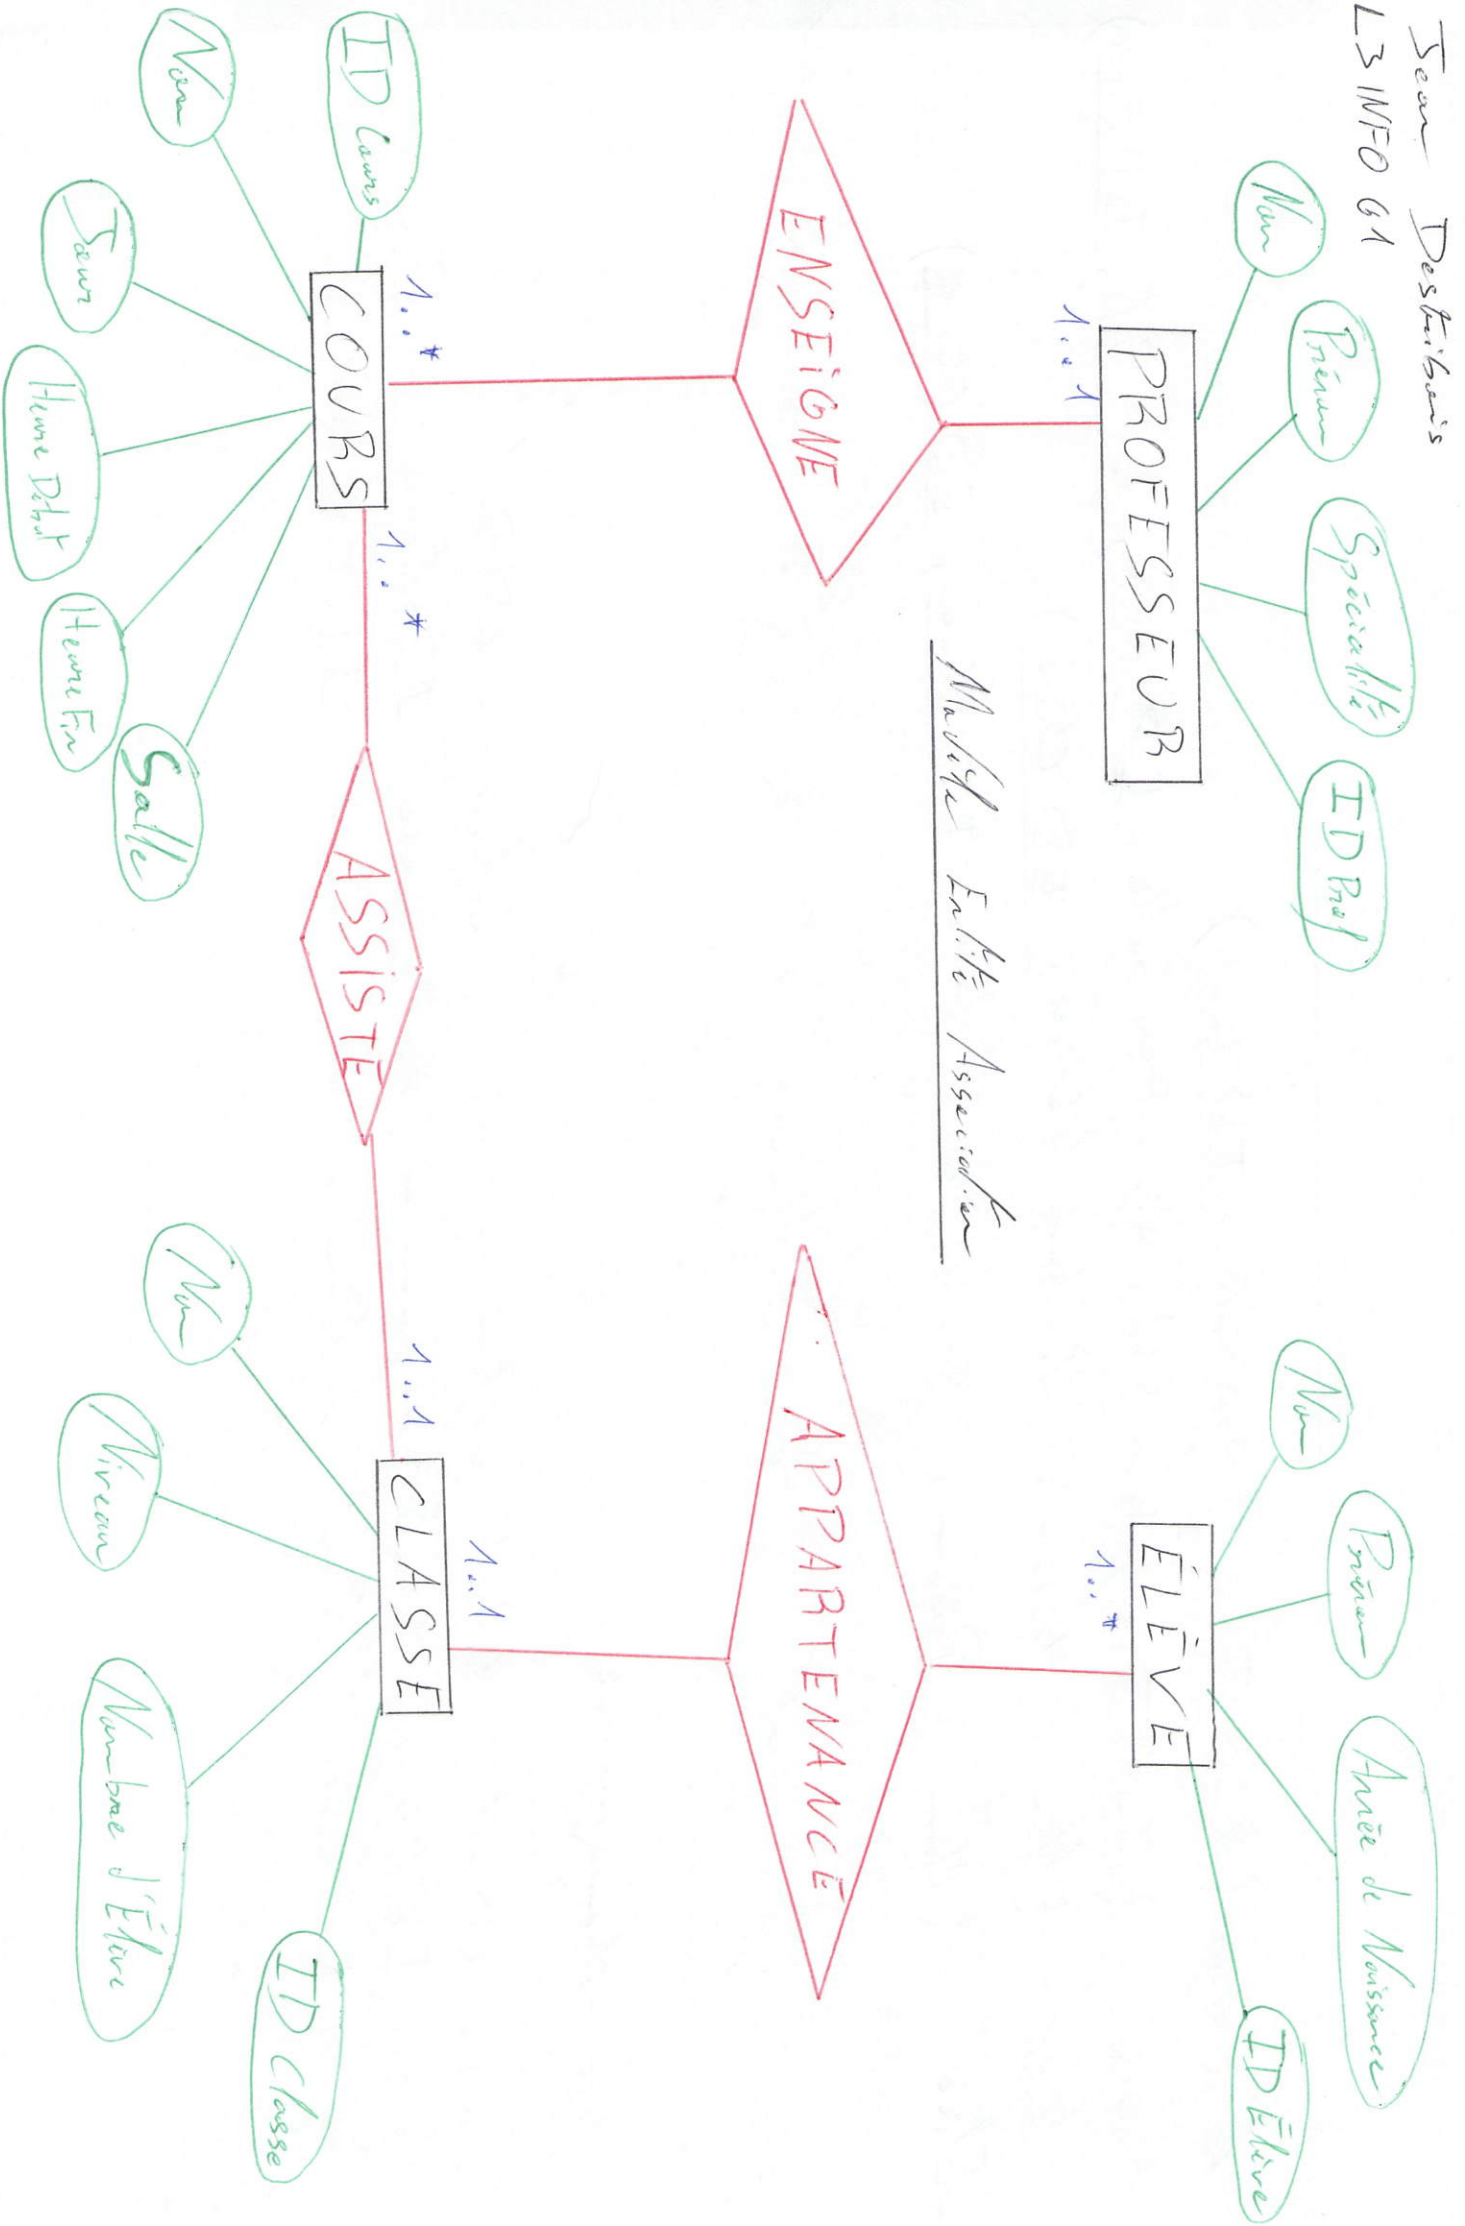 Jean
L3 INFO G1
Nom
Prénom
Spécialité
ID Prof
PROFESSEUR
1..1
ENSEIGNE
Modèle Entité Association
Nom
Prénom
Année de Naissance
ID Élève
ÉLÈVE
1..*
APPARTENANCE
1..1
CLASSE
1..1
Nom
Niveau
Nombre d'Élève
ID Classe
ASSISTE
1..*
1..*
COURS
ID Cours
Nom
Jour
Heure Début
Heure Fin
Salle